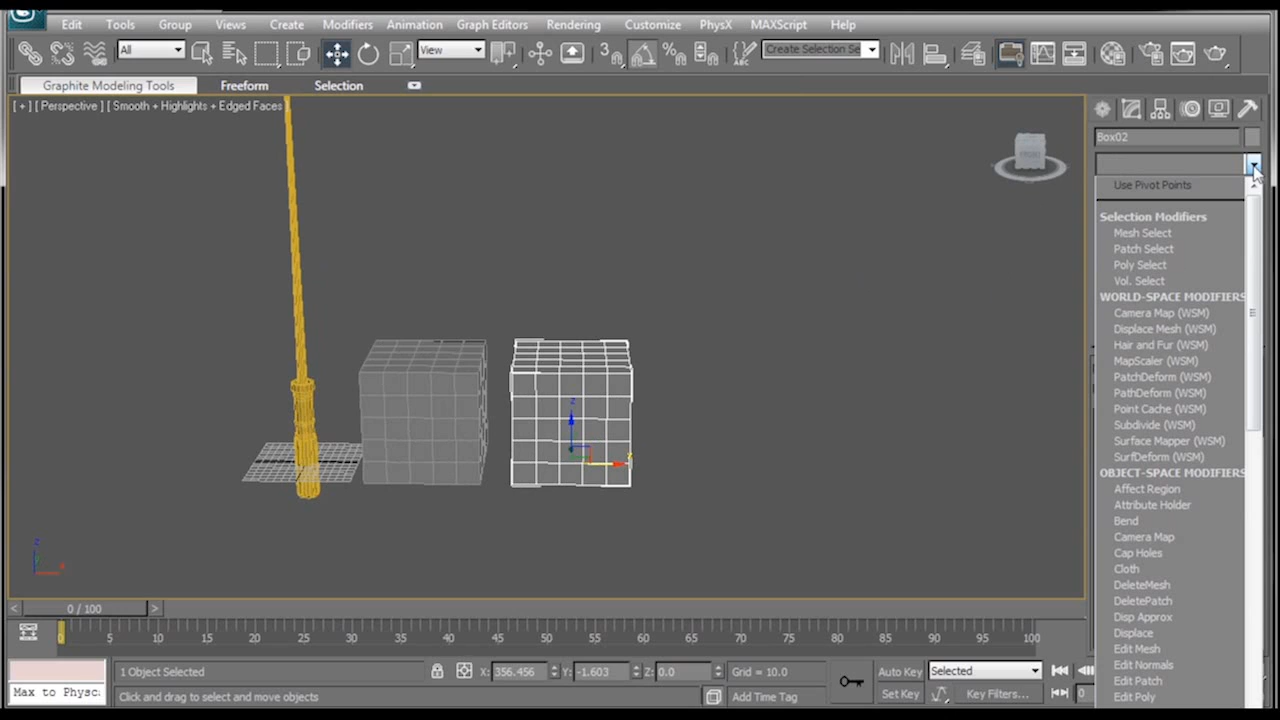 Edit Tools Group Views Create Modifiers Animation Graph Editors Rendering Customize PhysX MAXScript Help
All View 3 Create Selection Se
Graphite Modeling Tools Freeform Selection
[ + ] [ Perspective ] [ Smooth + Highlights + Edged Faces
Box02
Use Pivot Points
Selection Modifiers
Mesh Select
Patch Select
Poly Select
Vol. Select
WORLD-SPACE MODIFIERS
Camera Map (WSM)
Displace Mesh (WSM)
Hair and Fur (WSM)
MapScaler (WSM)
PatchDeform (WSM)
PathDeform (WSM)
Point Cache (WSM)
Subdivide (WSM)
Surface Mapper (WSM)
SurfDeform (WSM)
OBJECT-SPACE MODIFIERS
Affect Region
Attribute Holder
Bend
Camera Map
Cap Holes
Cloth
DeleteMesh
DeletePatch
Disp Approx
Displace
Edit Mesh
Edit Normals
Edit Patch
Edit Poly
z
z
< 0 / 100 >
0 5 10 15 20 25 30 35 40 45 50 55 60 65 70 75 80 85 90 95 100
1 Object Selected X: 356.456 Y: -1.603 Z: 0.0 Grid = 10.0 Auto Key Selected
Max to Physc: Click and drag to select and move objects Add Time Tag Set Key Key Filters... 0